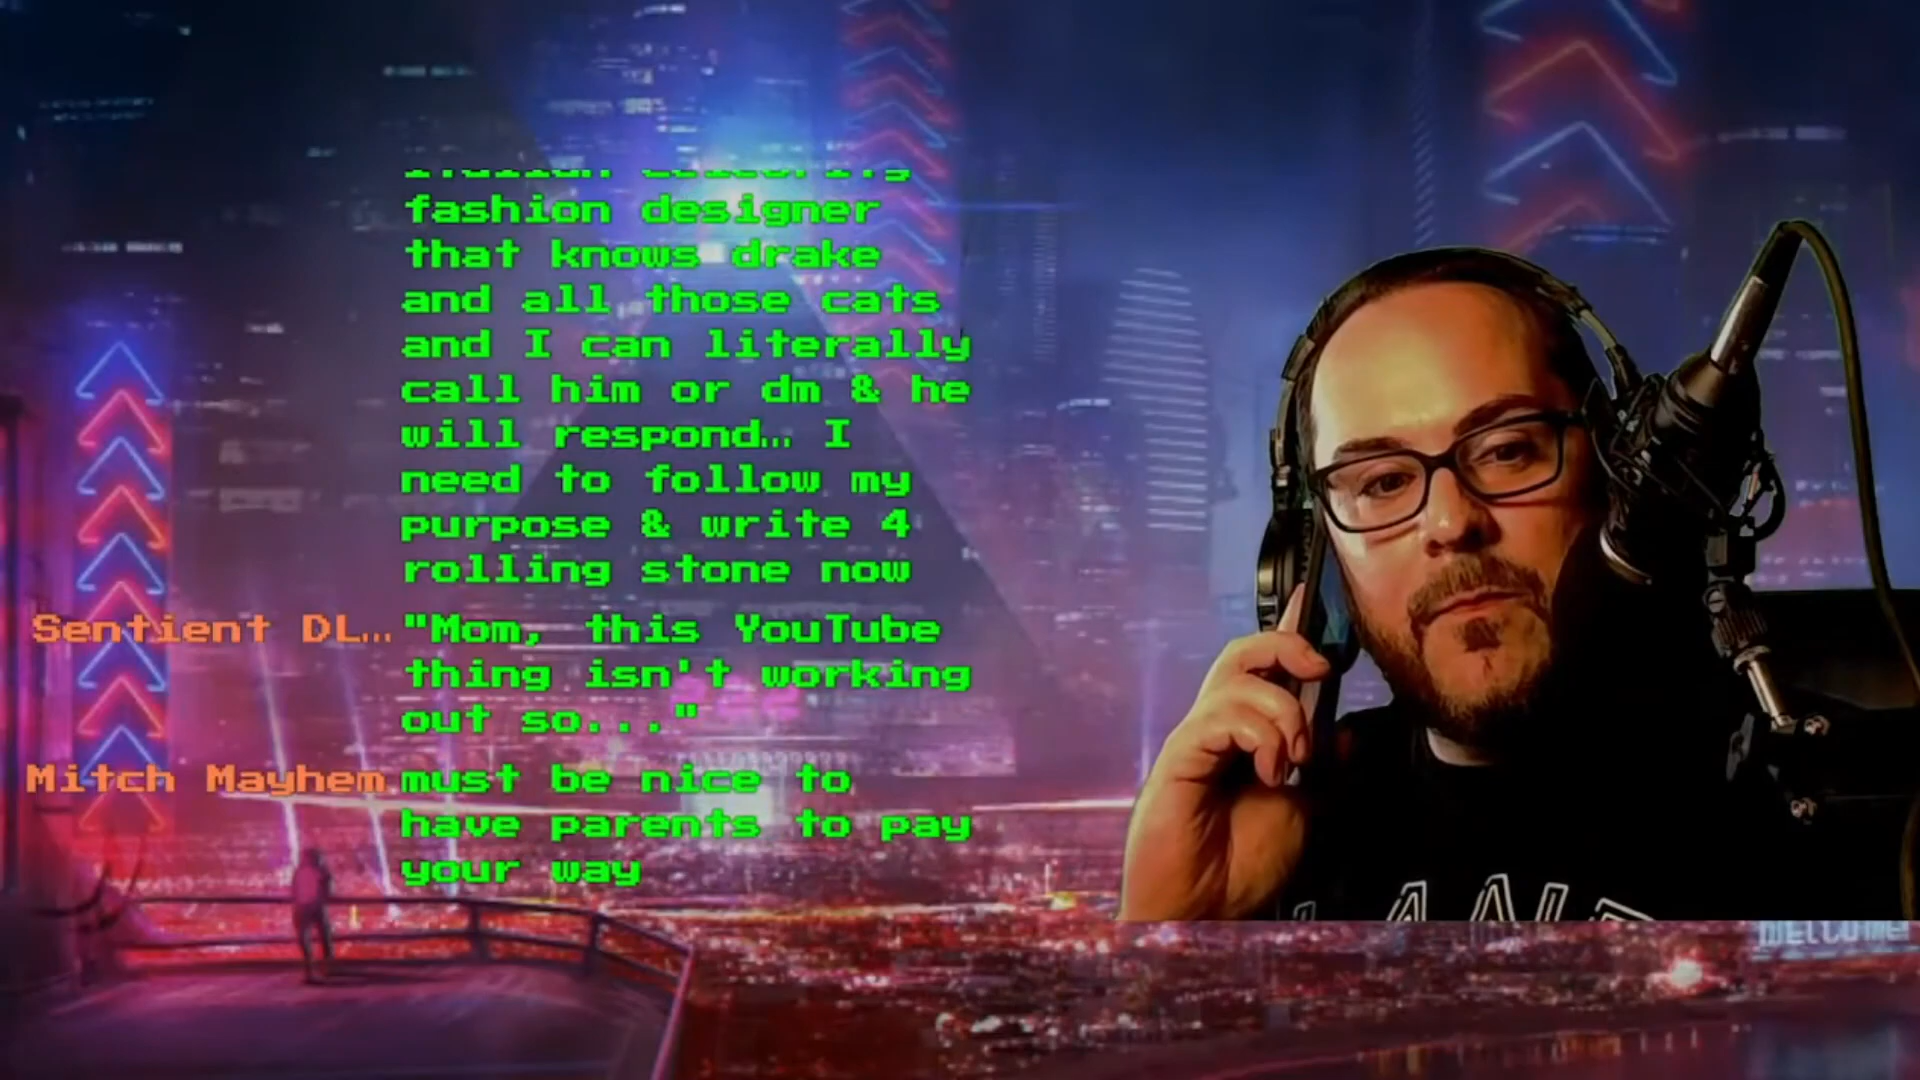 fashion designer
that knows drake
and all those cats
and I can literally
call him or dm & he
will respond… I
need to follow my
purpose & write 4
rolling stone now
Sentient DL… "Mom, this YouTube
thing isn't working
out so..."
Mitch Mayhem must be nice to
have parents to pay
your way
WELCOME